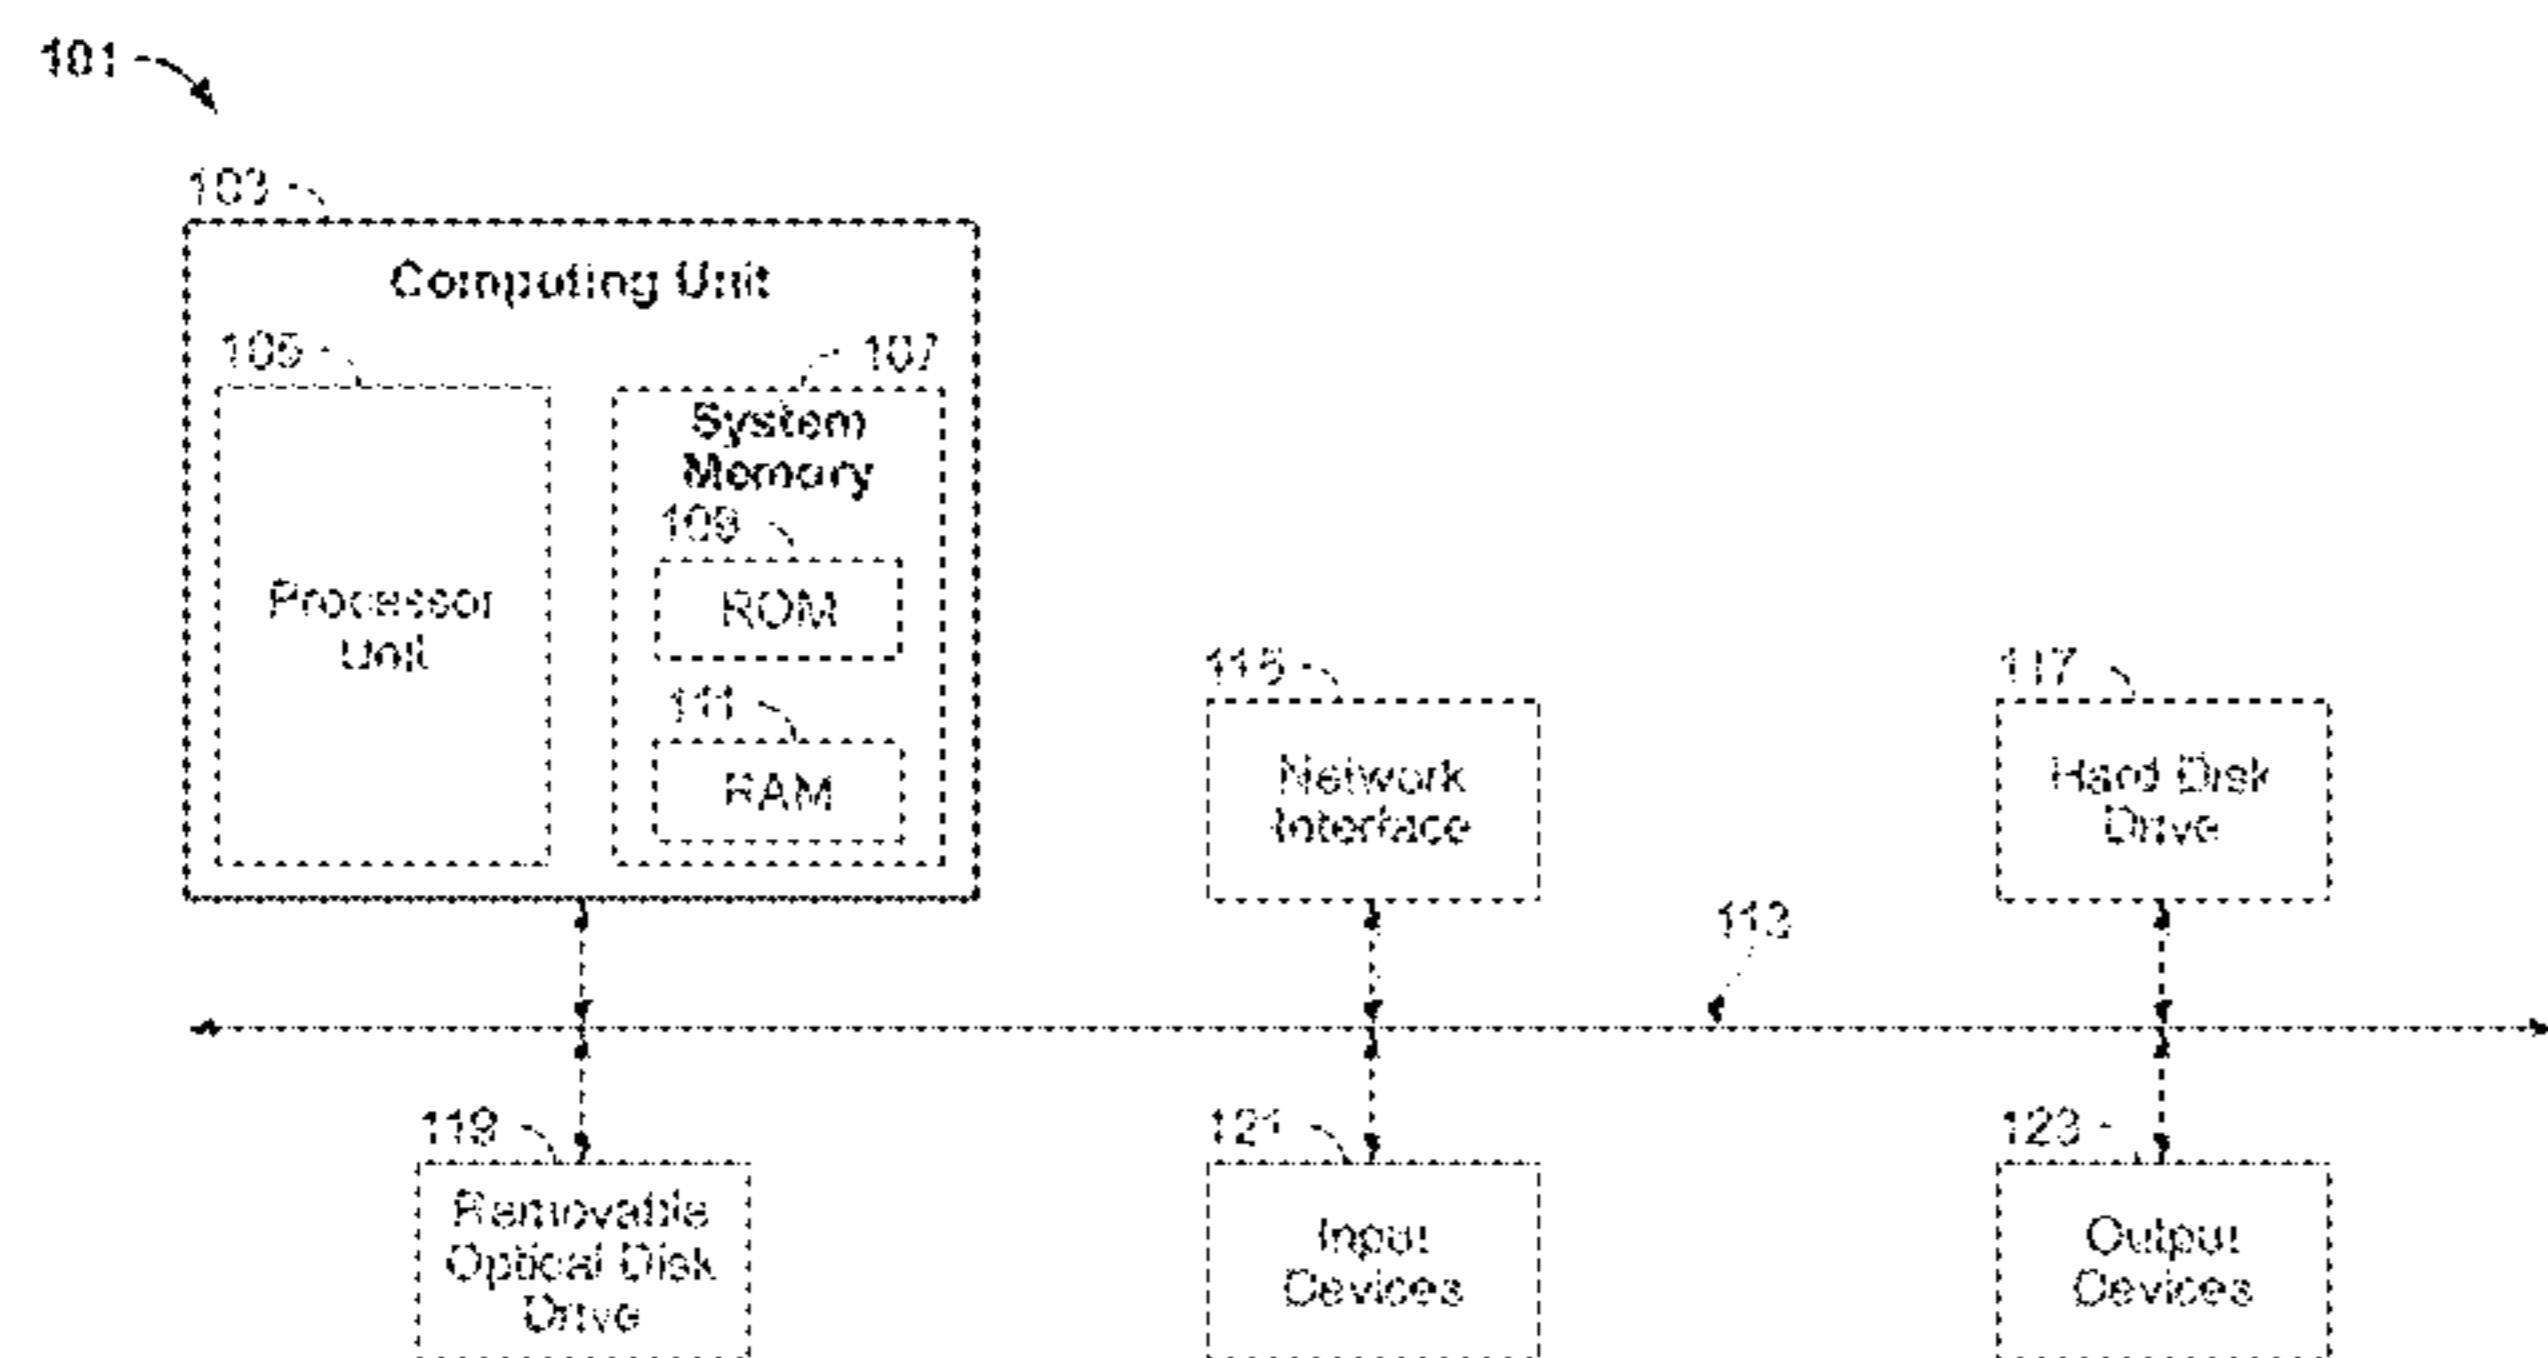 101
103
Computing Unit
105
107
System
Memory
109
ROM
Processor
Unit
111
RAM
115
117
Network
Interface
Hard Disk
Drive
113
119
121
123
Removable
Optical Disk
Drive
Input
Devices
Output
Devices